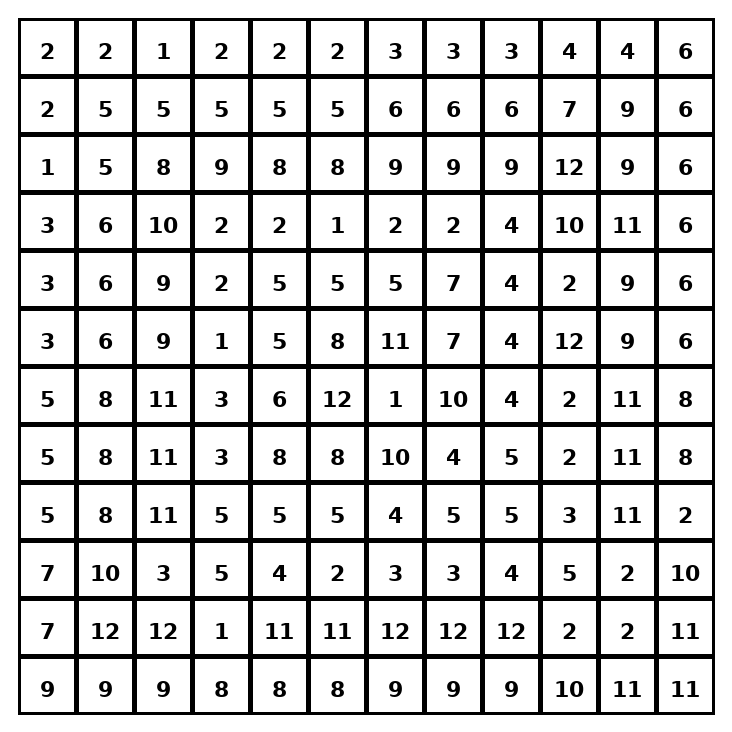 2 2 1 2 2 2 3 3 3 4 4 6
2 5 5 5 5 5 6 6 6 7 9 6
1 5 8 9 8 8 9 9 9 12 9 6
3 6 10 2 2 1 2 2 4 10 11 6
3 6 9 2 5 5 5 7 4 2 9 6
3 6 9 1 5 8 11 7 4 12 9 6
5 8 11 3 6 12 1 10 4 2 11 8
5 8 11 3 8 8 10 4 5 2 11 8
5 8 11 5 5 5 4 5 5 3 11 2
7 10 3 5 4 2 3 3 4 5 2 10
7 12 12 1 11 11 12 12 12 2 2 11
9 9 9 8 8 8 9 9 9 10 11 11